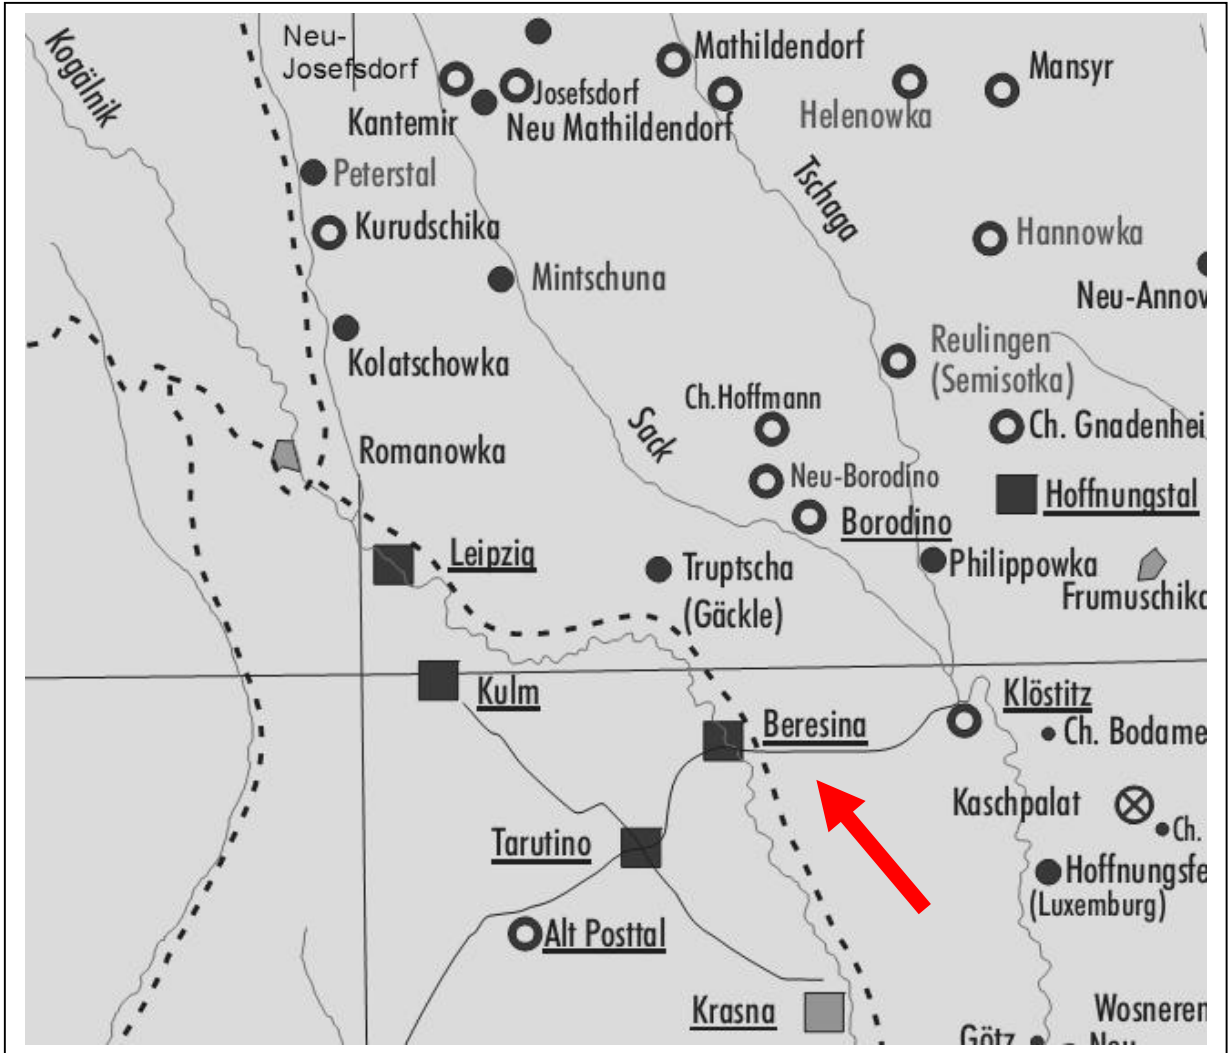 Neu-
Josefsdorf
Kogälnik
Mathildendorf
Mansyr
Josefsdorf
Helenowka
Kantemir
Neu Mathildendorf
Peterstal
Tschaga
Kurudschika
Hannowka
Mintschuna
Neu-Annov
Kolatschowka
Reulingen
(Semisotka)
Ch.Hoffmann
Sack
Ch. Gnadenhei
Romanowka
Neu-Borodino
Hoffnungstal
Borodino
Leipzig
Truptscha
(Gäckle)
Philippowka
Frumuschika
Kulm
Klöstitz
Beresina
Ch. Bodame
Kaschpalat
Ch.
Tarutino
Hoffnungsfe
(Luxemburg)
Alt Posttal
Krasna
Wosneren
Götz
Neu